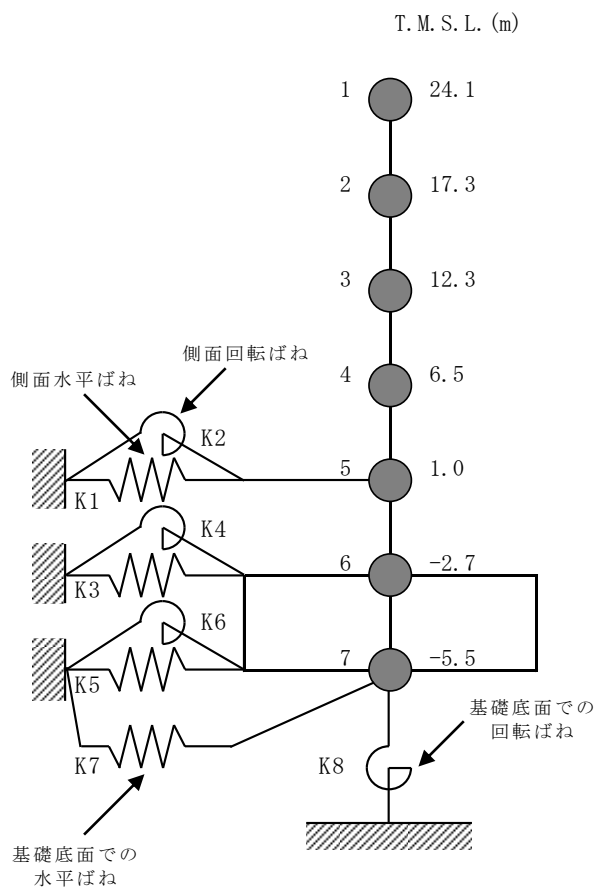 T.M.S.L.(m)
1 24.1
2 17.3
3 12.3
側面回転ばね
側面水平ばね
4 6.5
K2
5 1.0
K1
K4
6 -2.7
K3
K6
7 -5.5
K5
基礎底面での
回転ばね
K7
K8
基礎底面での
水平ばね